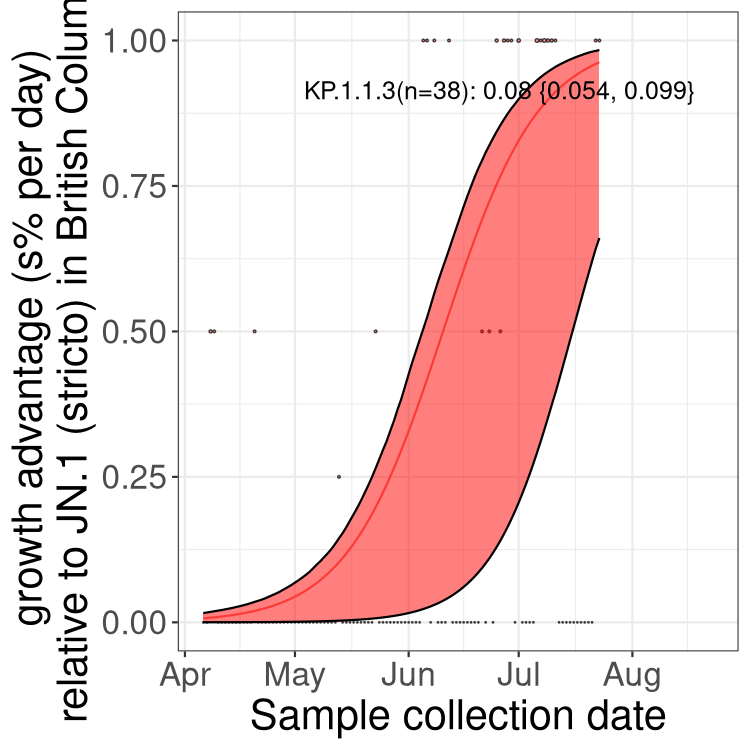 growth advantage (s% per day)
relative to JN.1 (stricto) in British Colum
1.00
0.75
0.50
0.25
0.00
KP.1.1.3(n=38): 0.08 {0.054, 0.099}
Apr May Jun Jul Aug
Sample collection date